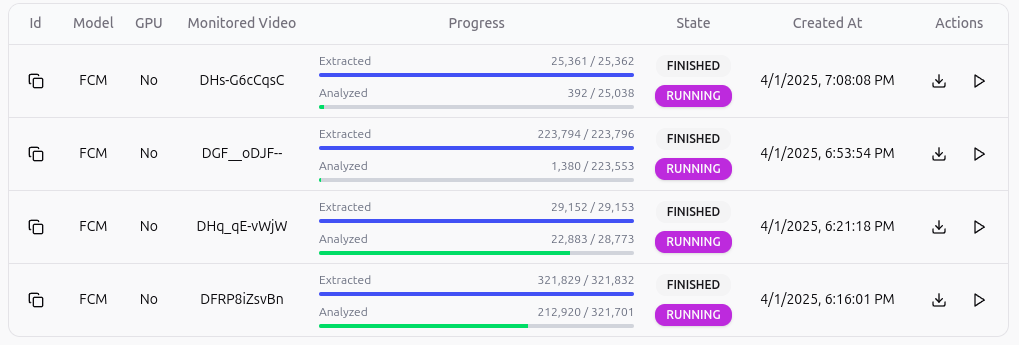 Id Model GPU Monitored Video Progress State Created At Actions
Extracted 25,361 / 25,362 FINISHED
FCM No DHs-G6cCqsC 4/1/2025, 7:08:08 PM
Analyzed 392 / 25,038 RUNNING
Extracted 223,794 / 223,796 FINISHED
FCM No DGF__oDJF-- 4/1/2025, 6:53:54 PM
Analyzed 1,380 / 223,553 RUNNING
Extracted 29,152 / 29,153 FINISHED
FCM No DHq_qE-vWjW 4/1/2025, 6:21:18 PM
Analyzed 22,883 / 28,773 RUNNING
Extracted 321,829 / 321,832 FINISHED
FCM No DFRP8iZsvBn 4/1/2025, 6:16:01 PM
Analyzed 212,920 / 321,701 RUNNING